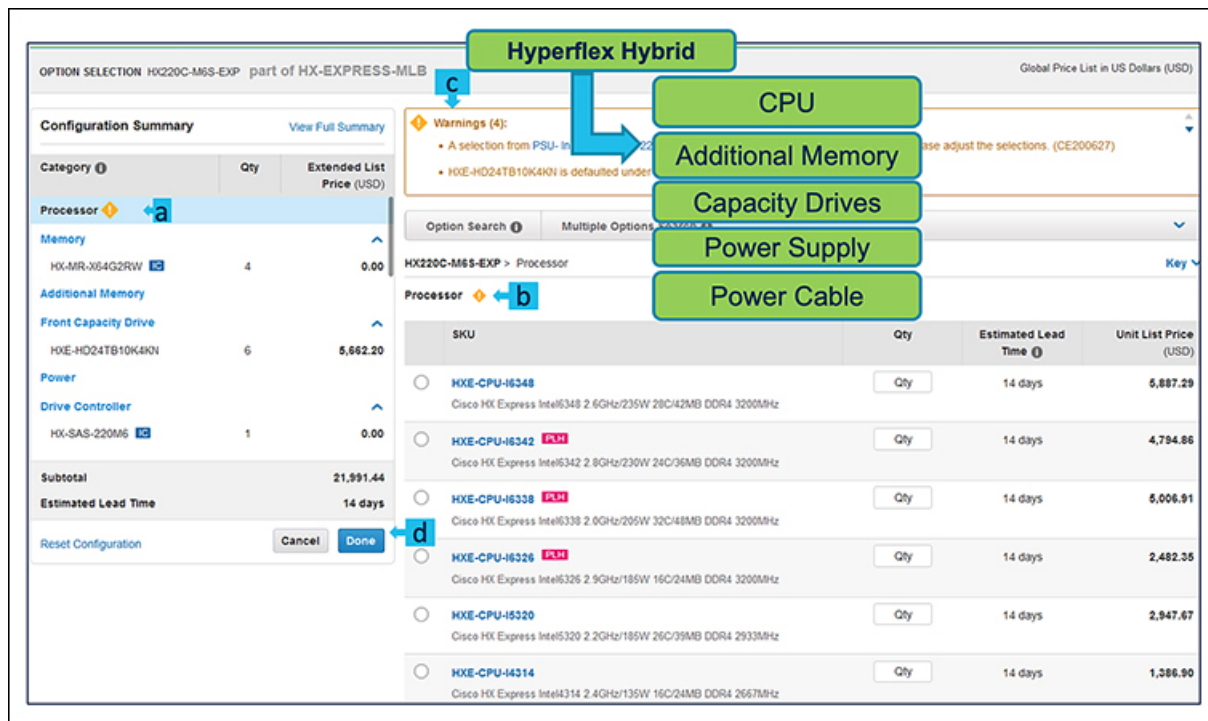 Hyperflex Hybrid
OPTION SELECTION HX220C-M6S-EXP part of HX-EXPRESS-MLB
Global Price List in US Dollars (USD)
c
CPU
Additional Memory
Capacity Drives
Power Supply
Power Cable
Configuration Summary
View Full Summary
Category
Qty
Extended List Price (USD)
Processor
a
Memory
HX-MR-X64G2RW IC 4 0.00
Additional Memory
Front Capacity Drive
HXE-HD24TB10K4KN 6 5,662.20
Power
Drive Controller
HX-SAS-220M6 IC 1 0.00
Subtotal 21,991.44
Estimated Lead Time 14 days
Reset Configuration
Cancel
Done
d
Warnings (4):
• A selection from PSU- In ase adjust the selections. (CE200627)
• HXE-HD24TB10K4KN is defaulted under
Option Search
Multiple Options
HX220C-M6S-EXP > Processor
Key
Processor
b
SKU Qty Estimated Lead Time Unit List Price (USD)
HXE-CPU-I6348 Qty 14 days 5,887.29
Cisco HX Express Intel6348 2.6GHz/235W 28C/42MB DDR4 3200MHz
HXE-CPU-I6342 PLH Qty 14 days 4,794.86
Cisco HX Express Intel6342 2.8GHz/230W 24C/36MB DDR4 3200MHz
HXE-CPU-I6338 PLH Qty 14 days 5,006.91
Cisco HX Express Intel6338 2.0GHz/205W 32C/48MB DDR4 3200MHz
HXE-CPU-I6326 PLH Qty 14 days 2,482.35
Cisco HX Express Intel6326 2.9GHz/185W 16C/24MB DDR4 3200MHz
HXE-CPU-I5320 Qty 14 days 2,947.67
Cisco HX Express Intel5320 2.2GHz/185W 26C/39MB DDR4 2933MHz
HXE-CPU-I4314 Qty 14 days 1,386.90
Cisco HX Express Intel4314 2.4GHz/135W 16C/24MB DDR4 2667MHz